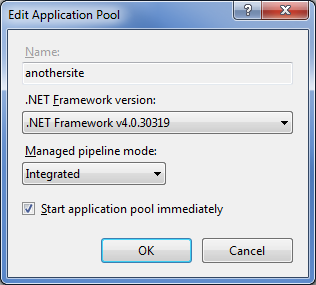 Edit Application Pool
Name:
anothersite
.NET Framework version:
.NET Framework v4.0.30319
Managed pipeline mode:
Integrated
Start application pool immediately
OK
Cancel